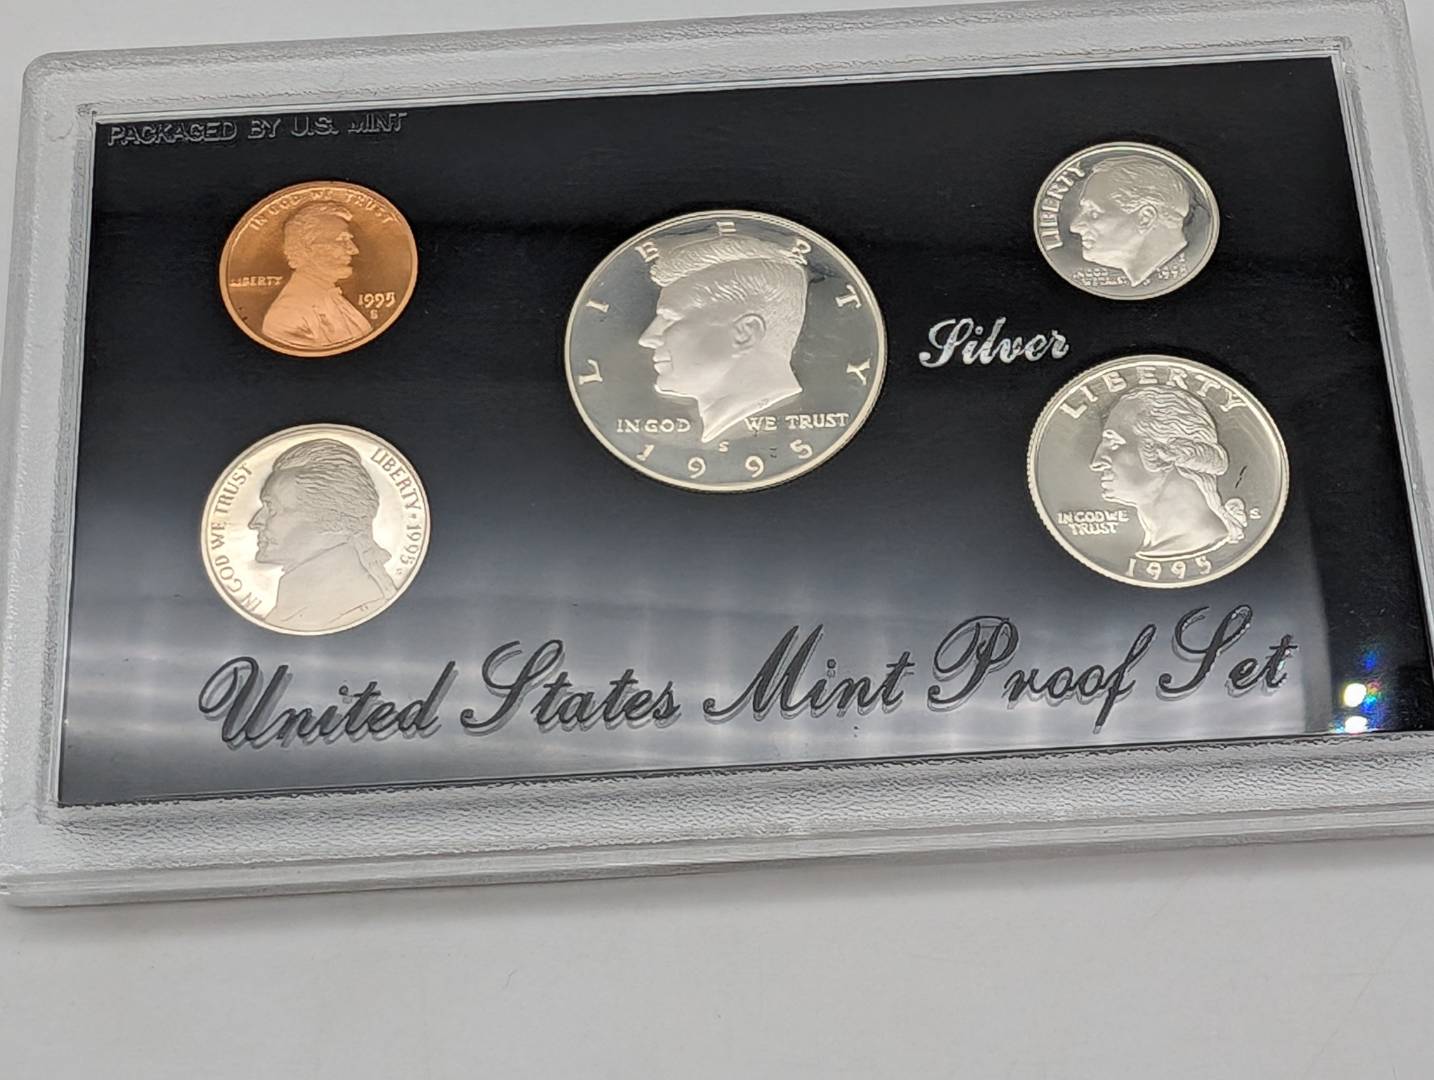 PACKAGED BY U.S. MINT
IN GOD WE TRUST
LIBERTY
1995
S
LIBERTY
IN GOD WE TRUST
S
1995
LIBERTY
IN GOD
WE TRUST
1995
S
Silver
IN GOD WE TRUST
LIBERTY · 1995
S
LIBERTY
IN GOD WE
TRUST
S
1995
United States Mint Proof Set